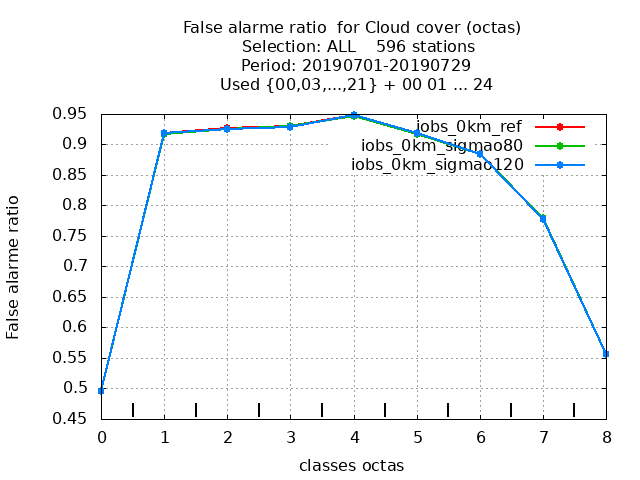 False alarme ratio  for Cloud cover (octas)
Selection: ALL    596 stations
Period: 20190701-20190729
Used {00,03,...,21} + 00 01 ... 24
iobs_0km_ref
iobs_0km_sigmao80
iobs_0km_sigmao120
False alarme ratio
0.95
0.9
0.85
0.8
0.75
0.7
0.65
0.6
0.55
0.5
0.45
0 1 2 3 4 5 6 7 8
classes octas